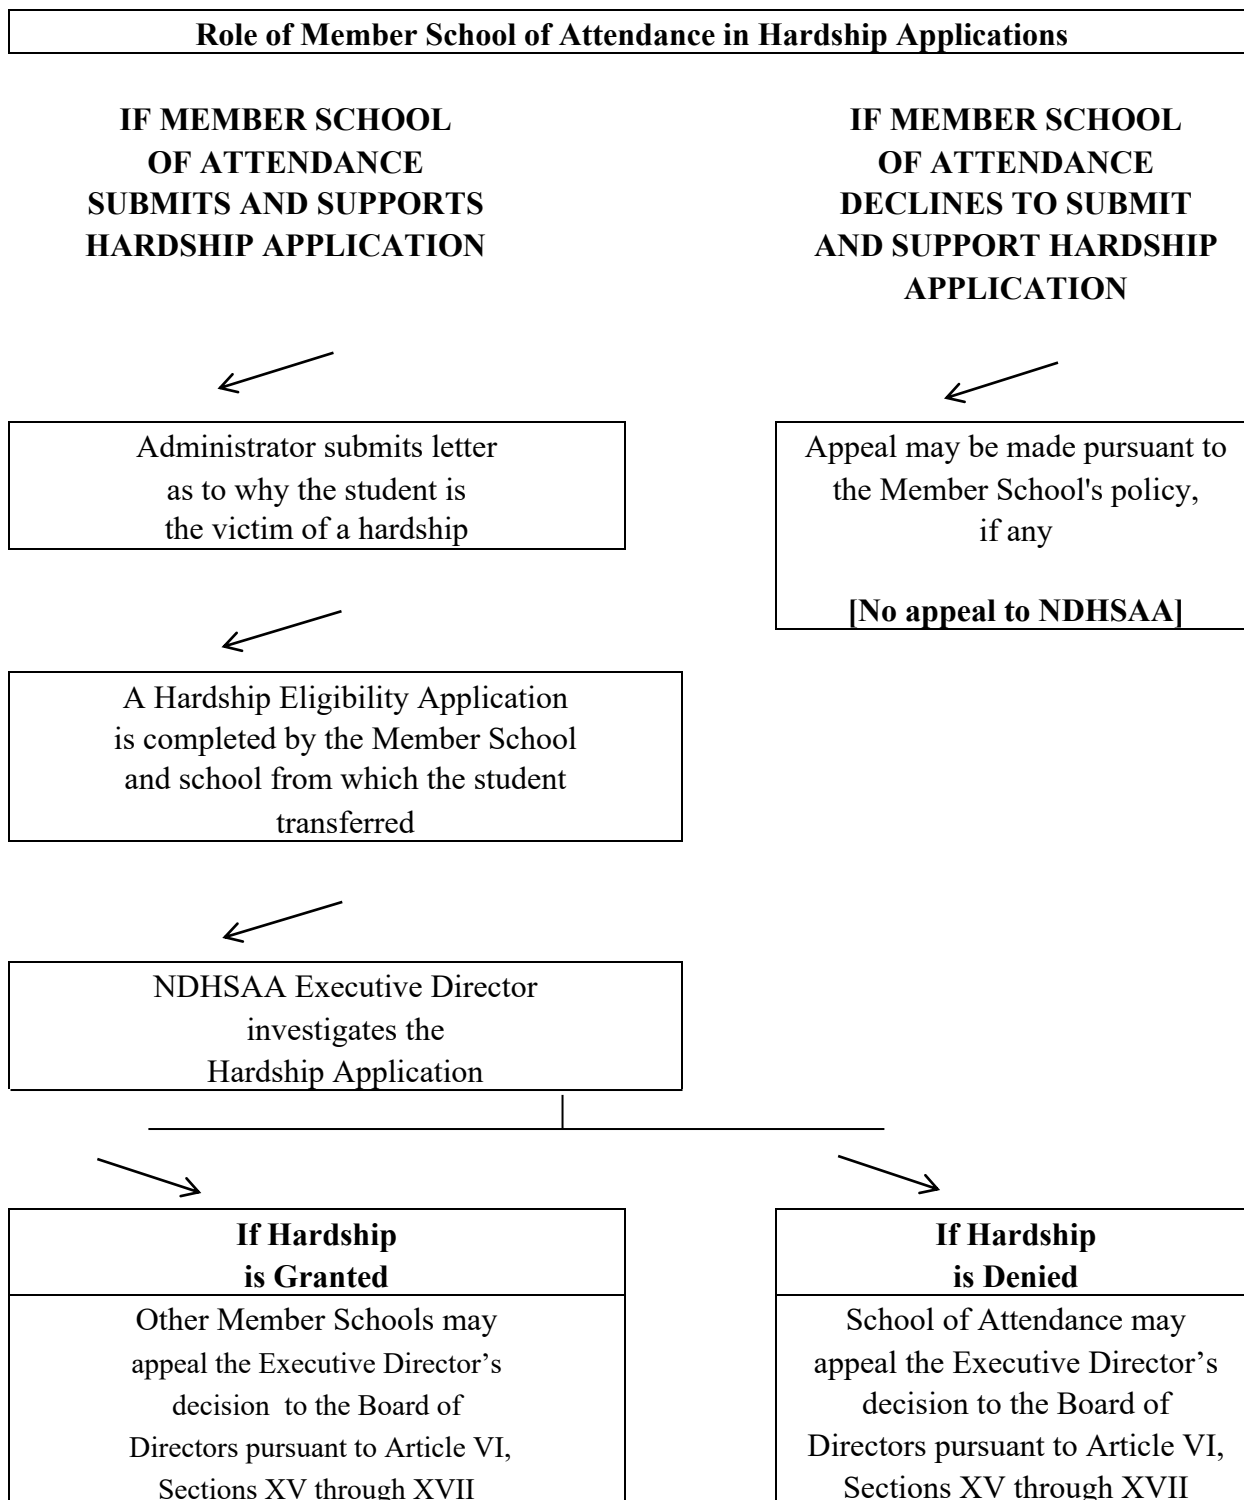 Role of Member School of Attendance in Hardship Applications
IF MEMBER SCHOOL
OF ATTENDANCE
SUBMITS AND SUPPORTS
HARDSHIP APPLICATION
IF MEMBER SCHOOL
OF ATTENDANCE
DECLINES TO SUBMIT
AND SUPPORT HARDSHIP
APPLICATION
Administrator submits letter
as to why the student is
the victim of a hardship
Appeal may be made pursuant to
the Member School's policy,
if any
[No appeal to NDHSAA]
A Hardship Eligibility Application
is completed by the Member School
and school from which the student
transferred
NDHSAA Executive Director
investigates the
Hardship Application
If Hardship
is Granted
Other Member Schools may
appeal the Executive Director’s
decision to the Board of
Directors pursuant to Article VI,
Sections XV through XVII
If Hardship
is Denied
School of Attendance may
appeal the Executive Director’s
decision to the Board of
Directors pursuant to Article VI,
Sections XV through XVII